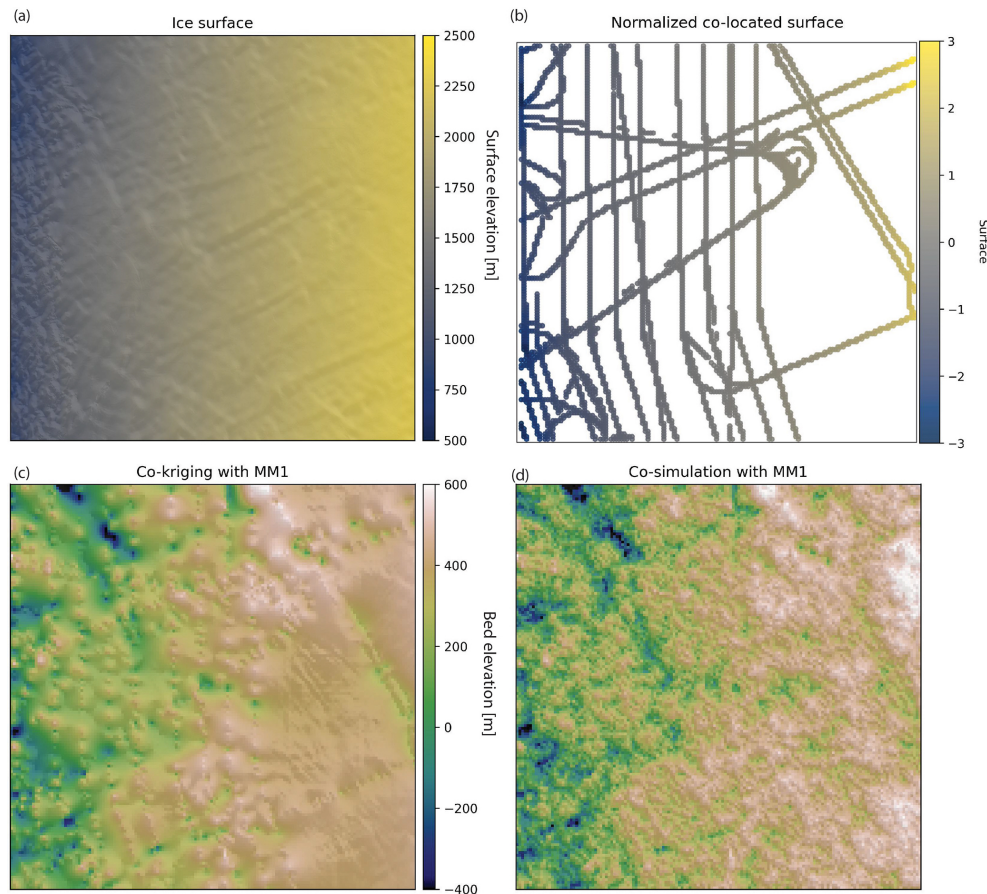 (a)
Ice surface
2500
2250
2000
1750
1500
1250
1000
750
500
Surface elevation [m]
(b)
Normalized co-located surface
3
2
1
0
−1
−2
−3
Surface
(c)
Co-kriging with MM1
600
400
200
0
−200
−400
Bed elevation [m]
(d)
Co-simulation with MM1